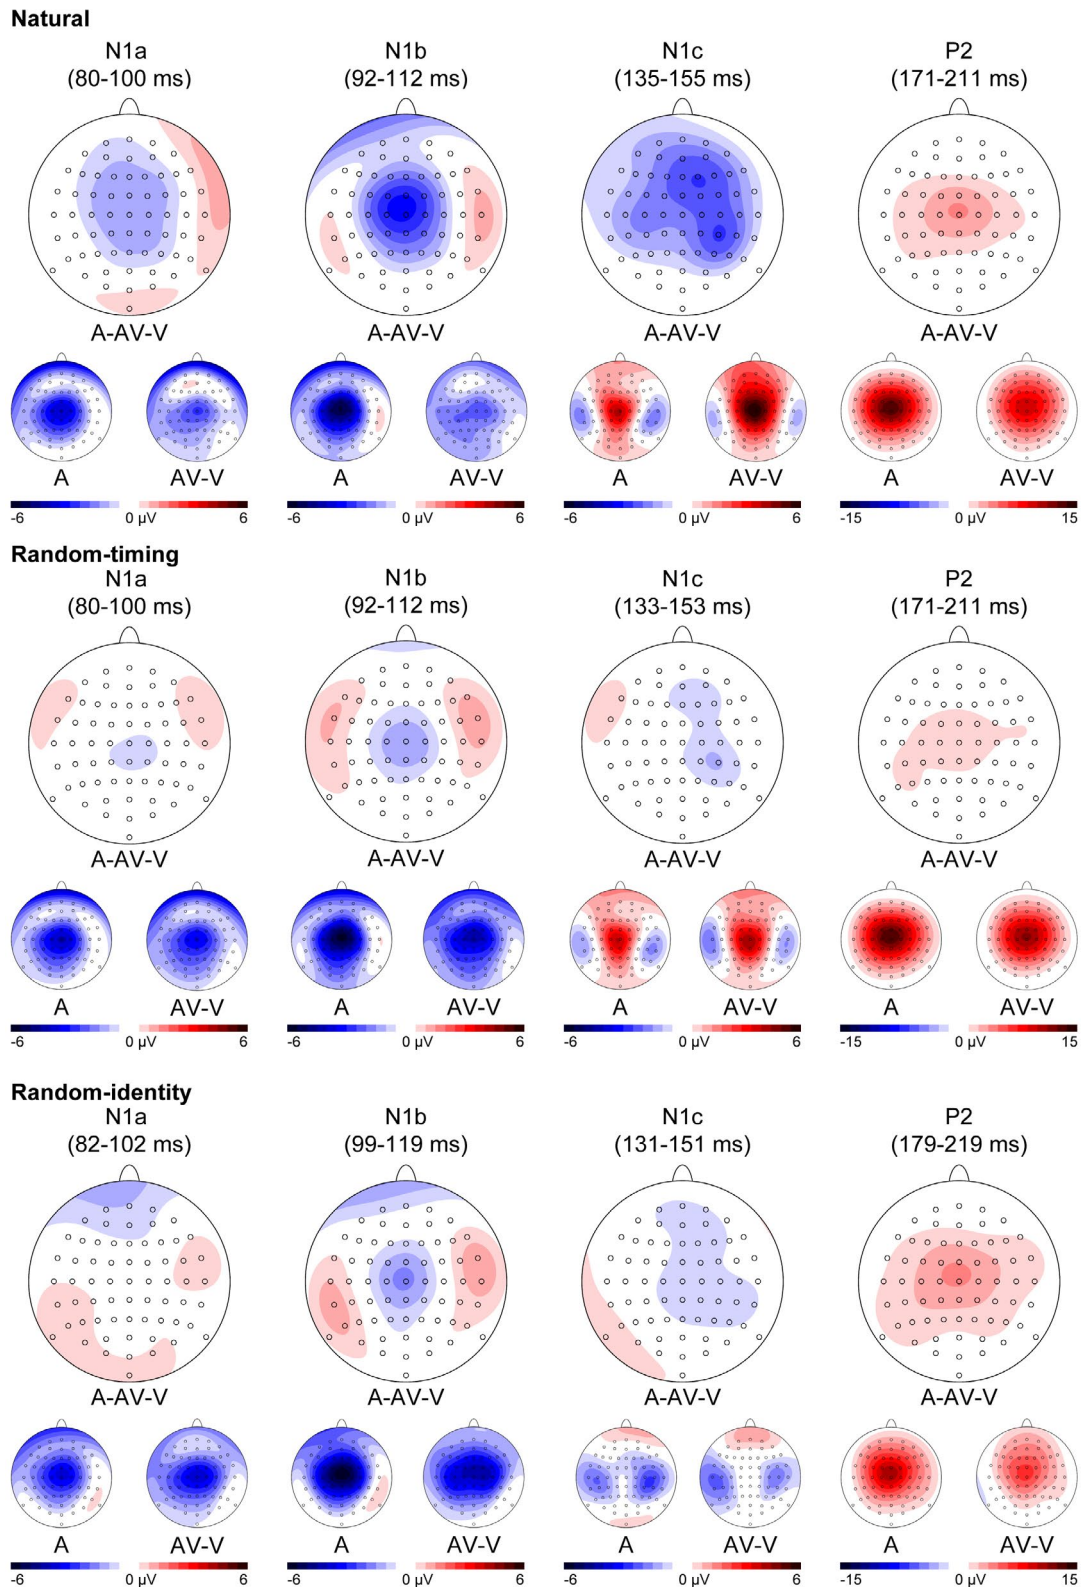 Natural
N1a N1b N1c P2
(80-100 ms) (92-112 ms) (135-155 ms) (171-211 ms)
A-AV-V A-AV-V A-AV-V A-AV-V
A AV-V A AV-V A AV-V A AV-V
-6 0 µV 6 -6 0 µV 6 -6 0 µV 6 -15 0 µV 15
Random-timing
N1a N1b N1c P2
(80-100 ms) (92-112 ms) (133-153 ms) (171-211 ms)
A-AV-V A-AV-V A-AV-V A-AV-V
A AV-V A AV-V A AV-V A AV-V
-6 0 µV 6 -6 0 µV 6 -6 0 µV 6 -15 0 µV 15
Random-identity
N1a N1b N1c P2
(82-102 ms) (99-119 ms) (131-151 ms) (179-219 ms)
A-AV-V A-AV-V A-AV-V A-AV-V
A AV-V A AV-V A AV-V A AV-V
-6 0 µV 6 -6 0 µV 6 -6 0 µV 6 -15 0 µV 15